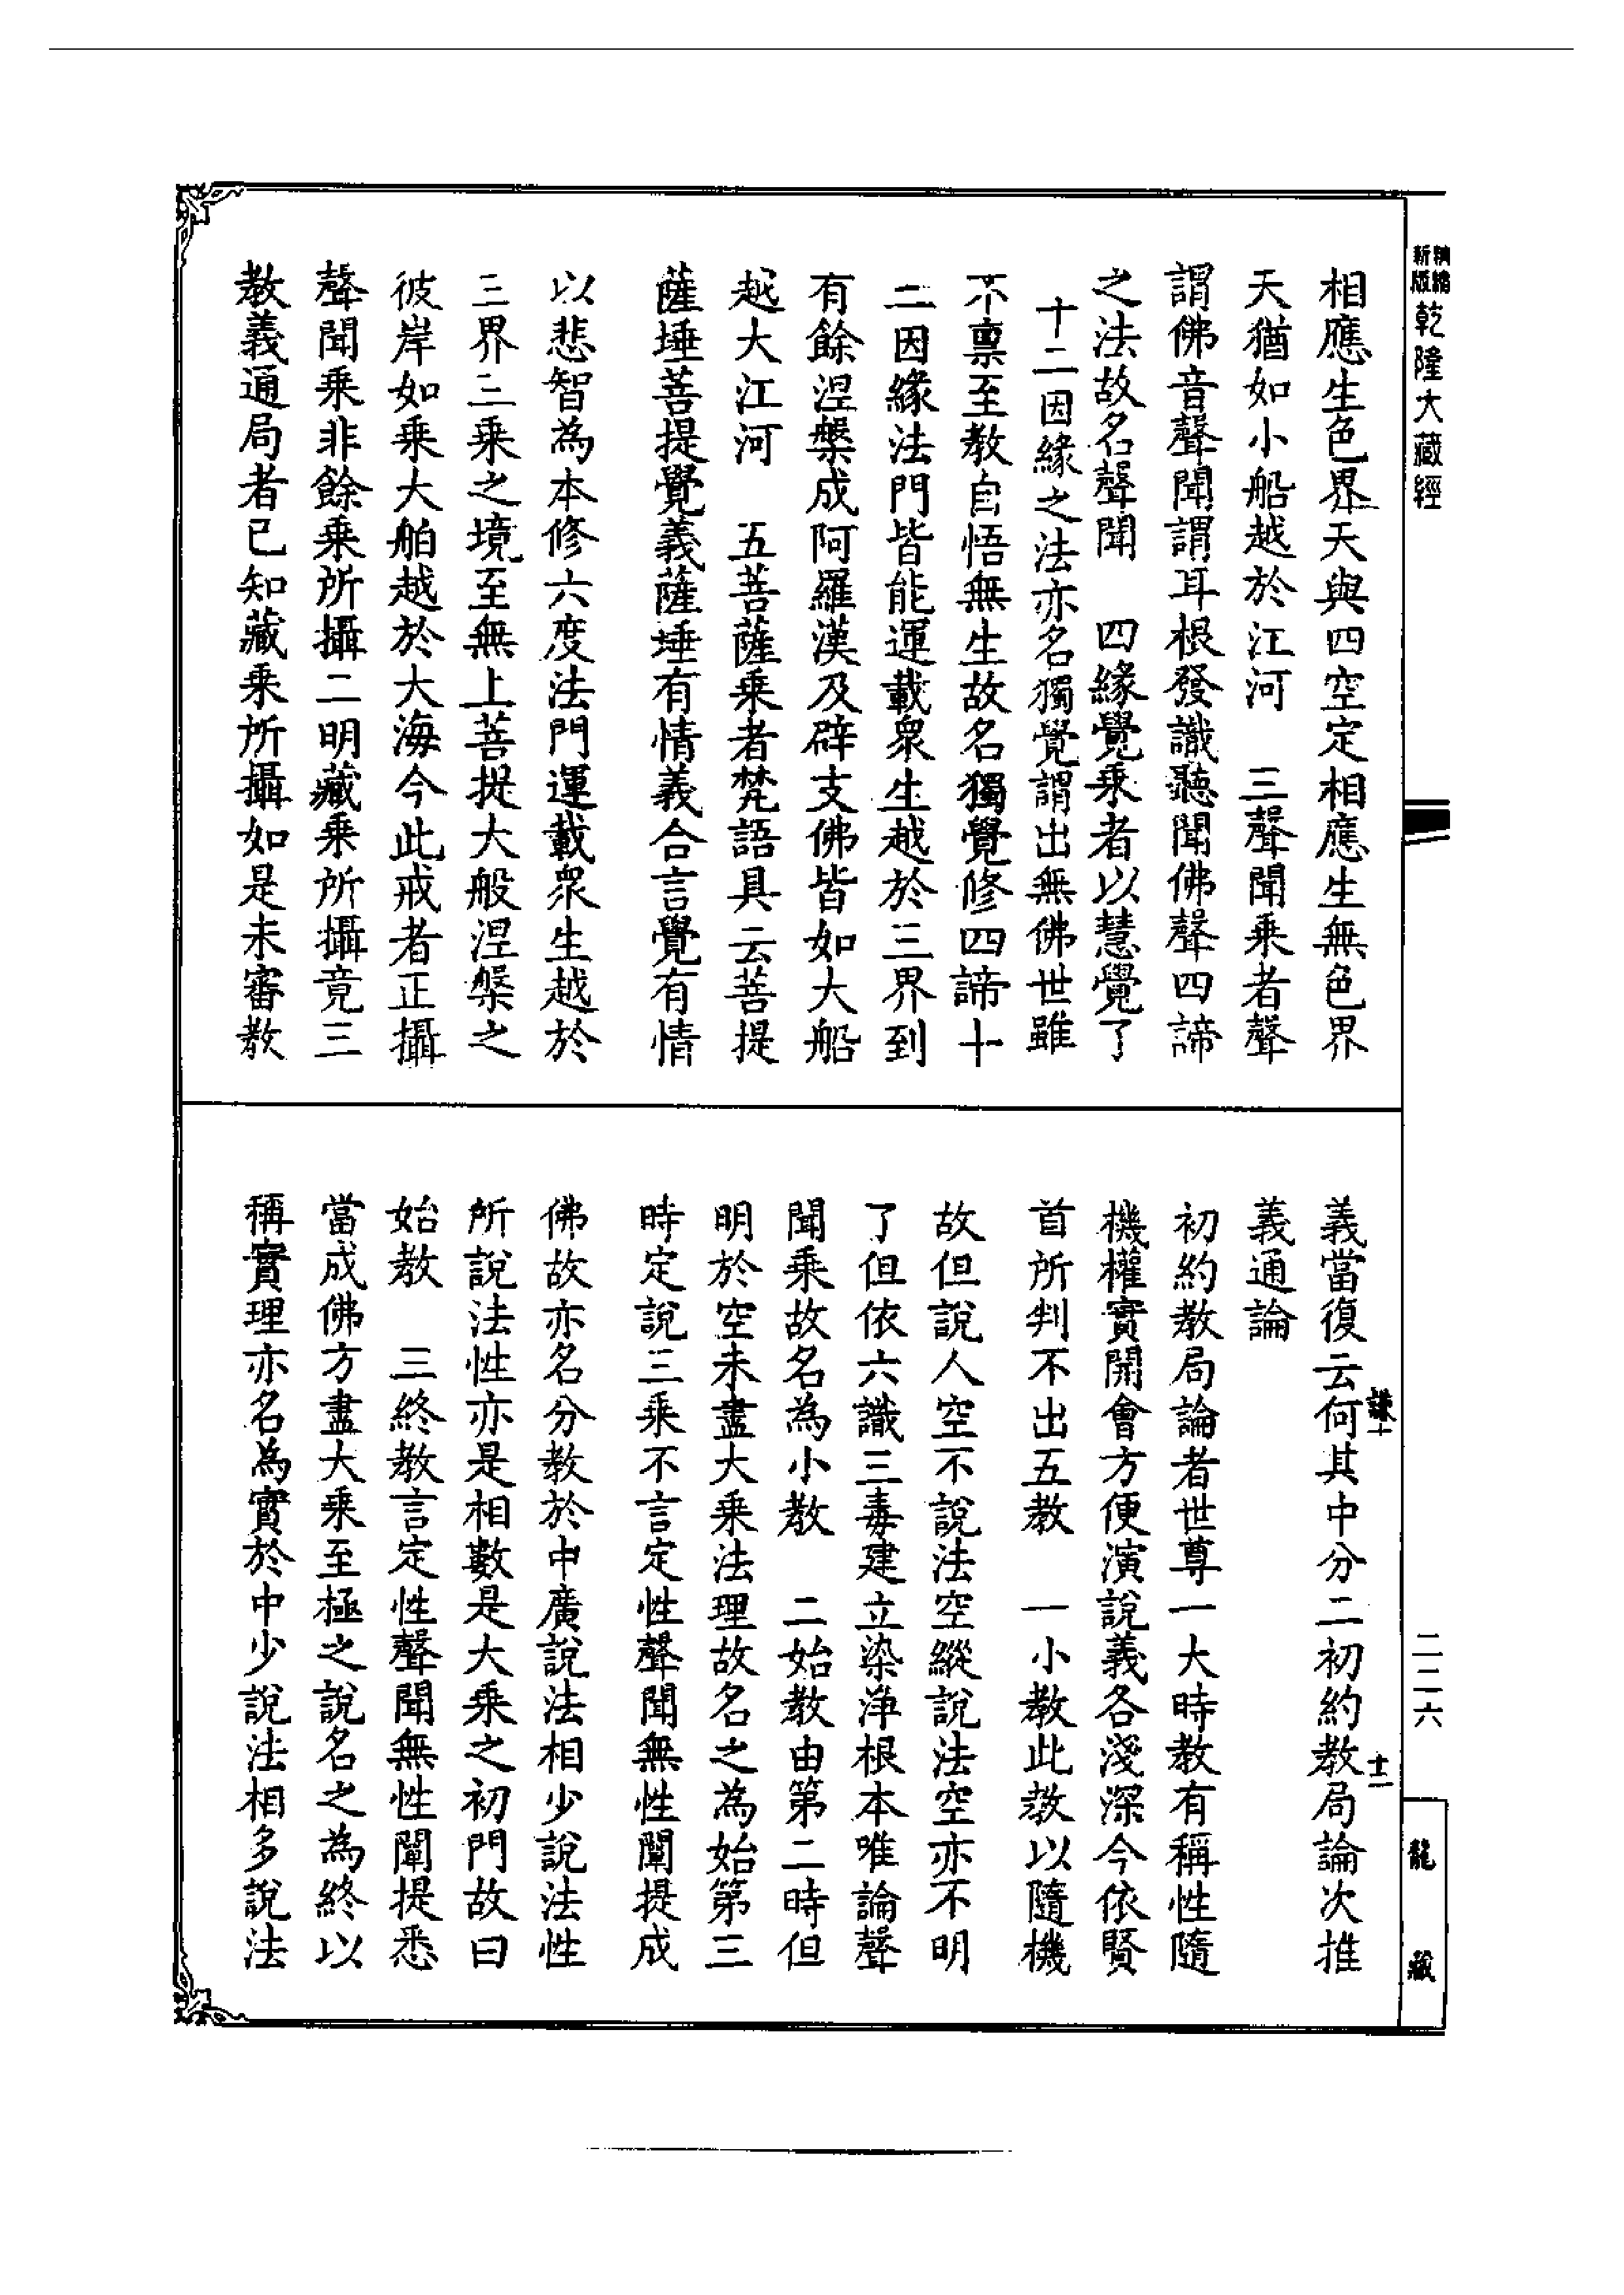 精縮
新版
乾隆大藏經
相應生色界天與四空定相應生無色界
天猶如小船越於江河　三聲聞乘者聲
謂佛音聲聞謂耳根發識聽聞佛聲四諦
之法故名聲聞　四緣覺乘者以慧覺了
十二因緣之法亦名獨覺謂出無佛世雖
不稟至教自悟無生故名獨覺修四諦十
二因緣法門皆能運載眾生越於三界到
有餘涅槃成阿羅漢及辟支佛皆如大船
越大江河　五菩薩乘者梵語具云菩提
薩埵菩提覺義薩埵有情義合言覺有情
以悲智為本修六度法門運載眾生越於
三界三乘之境至無上菩提大般涅槃之
彼岸如乘大舶越於大海今此戒者正攝
聲聞乘非餘乘所攝二明藏乘所攝竟三
教義通局者已知藏乘所攝如是未審教
義當復云何其中分二初約教局論次推
義通論
初約教局論者世尊一大時教有稱性隨
機權實開會方便演說義各淺深今依賢
首所判不出五教　一小教此教以隨機
故但說人空不說法空縱說法空亦不明
了但依六識三毒建立染淨根本唯論聲
聞乘故名為小教　二始教由第二時但
明於空未盡大乘法理故名之為始第三
時定說三乘不言定性聲聞無性闡提成
佛故亦名分教於中廣說法相少說法性
所說法性亦是相數是大乘之初門故曰
始教　三終教言定性聲聞無性闡提悉
當成佛方盡大乘至極之說名之為終以
稱實理亦名為實於中少說法相多說法
謙十
十二
二二六
龍藏